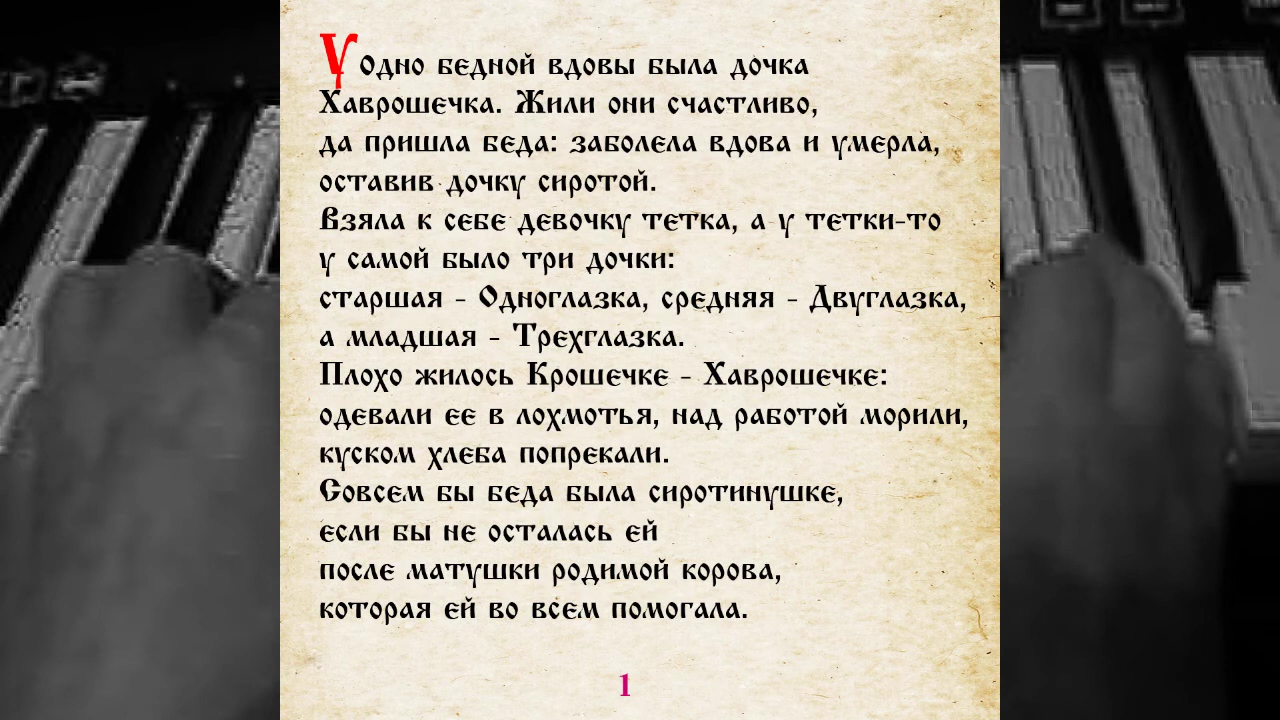 У Одно бедной вдовы была дочка
Хаврошечка. Жили они счастливо,
да пришла беда: заболела вдова и умерла,
оставив дочку сиротой.
Взяла к себе девочку тетка, а у тетки-то
у самой было три дочки:
старшая - Одноглазка, средняя - Двуглазка,
а младшая - Трехглазка.
Плохо жилось Крошечке - Хаврошечке:
одевали ее в лохмотья, над работой морили,
куском хлеба попрекали.
Совсем бы беда была сиротинушке,
если бы не осталась ей
после матушки родимой корова,
которая ей во всем помогала.
1